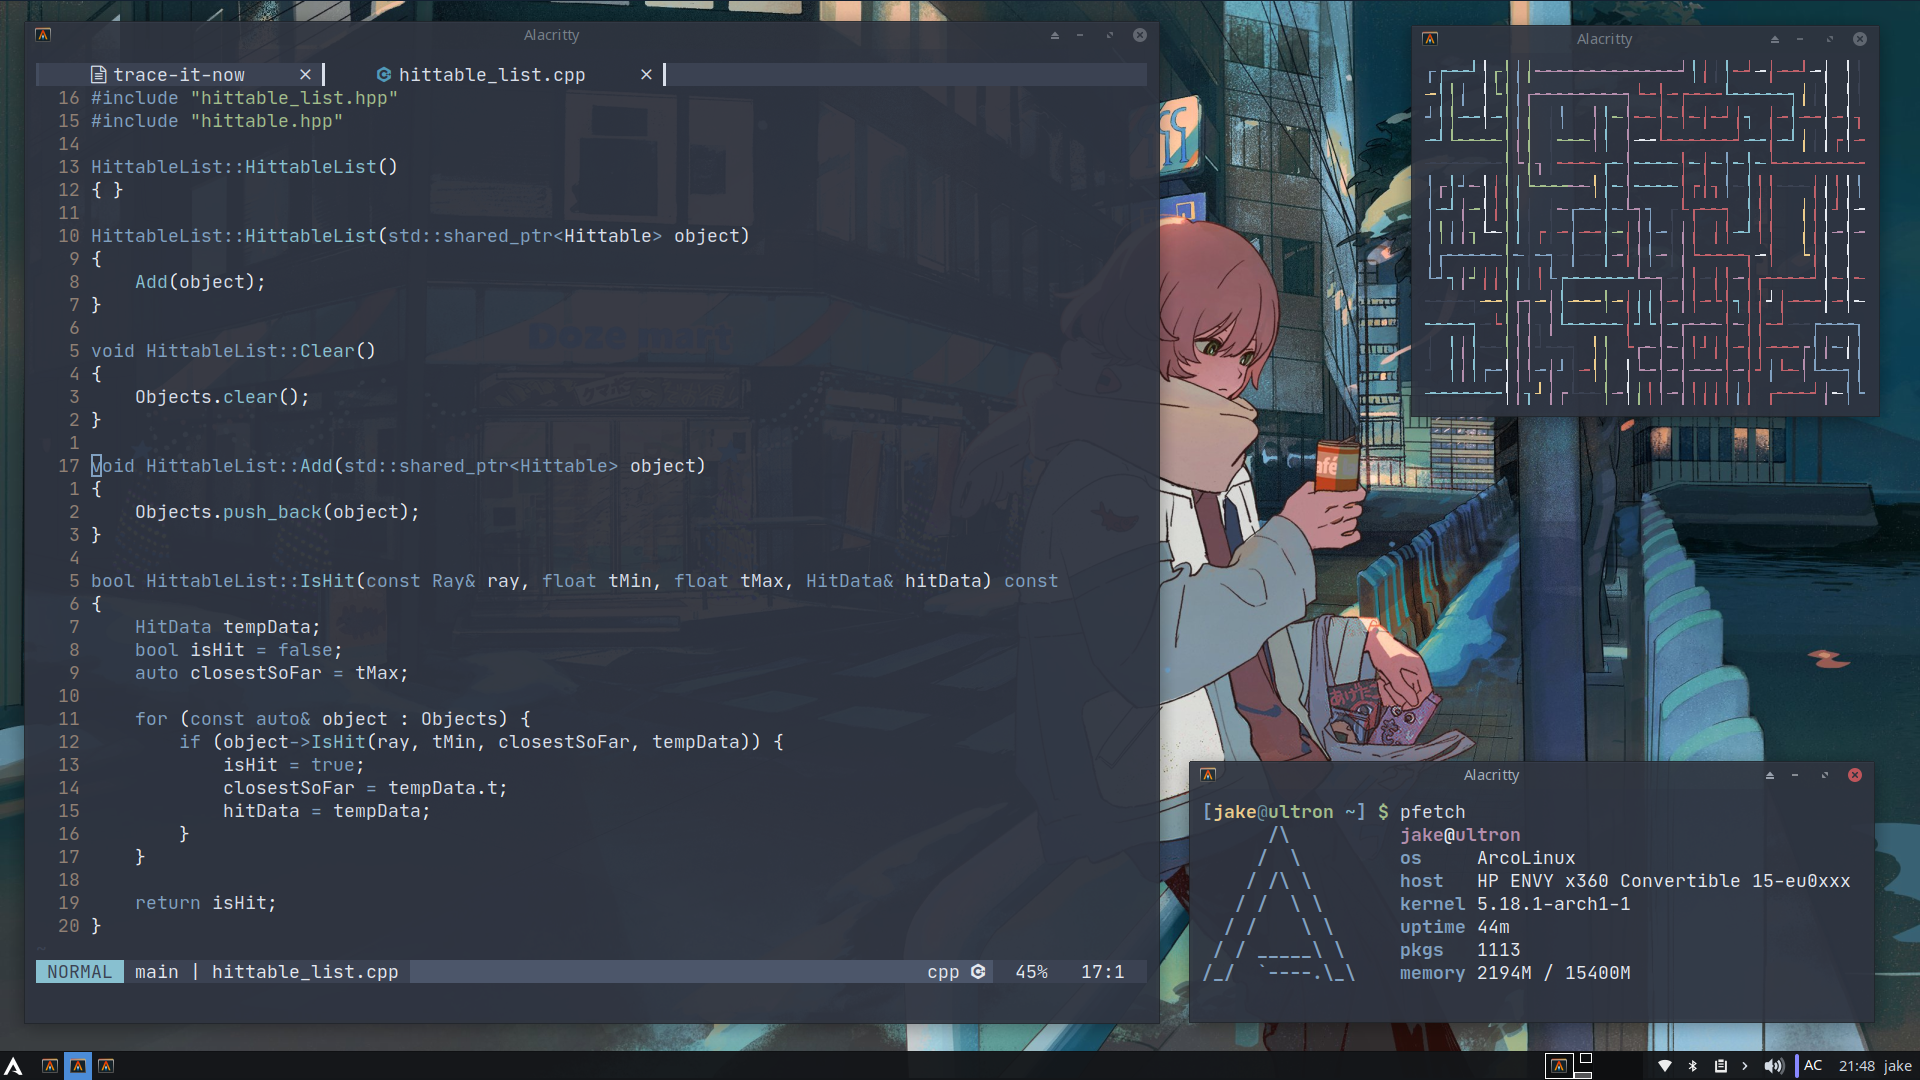 Alacritty
trace-it-now × hittable_list.cpp ×
16 #include "hittable_list.hpp"
15 #include "hittable.hpp"
14
13 HittableList::HittableList()
12 { }
11
10 HittableList::HittableList(std::shared_ptr<Hittable> object)
9 {
8     Add(object);
7 }
6
5 void HittableList::Clear()
4 {
3     Objects.clear();
2 }
1
17 void HittableList::Add(std::shared_ptr<Hittable> object)
1 {
2     Objects.push_back(object);
3 }
4
5 bool HittableList::IsHit(const Ray& ray, float tMin, float tMax, HitData& hitData) const
6 {
7     HitData tempData;
8     bool isHit = false;
9     auto closestSoFar = tMax;
10
11     for (const auto& object : Objects) {
12         if (object->IsHit(ray, tMin, closestSoFar, tempData)) {
13             isHit = true;
14             closestSoFar = tempData.t;
15             hitData = tempData;
16         }
17     }
18
19     return isHit;
20 }
~
NORMAL main | hittable_list.cpp cpp 45% 17:1
Doze mart
Alacritty
afé
あげたこ
Alacritty
[jake@ultron ~] $ pfetch
jake@ultron
os ArcoLinux
host HP ENVY x360 Convertible 15-eu0xxx
kernel 5.18.1-arch1-1
uptime 44m
pkgs 1113
memory 2194M / 15400M
AC 21:48 jake